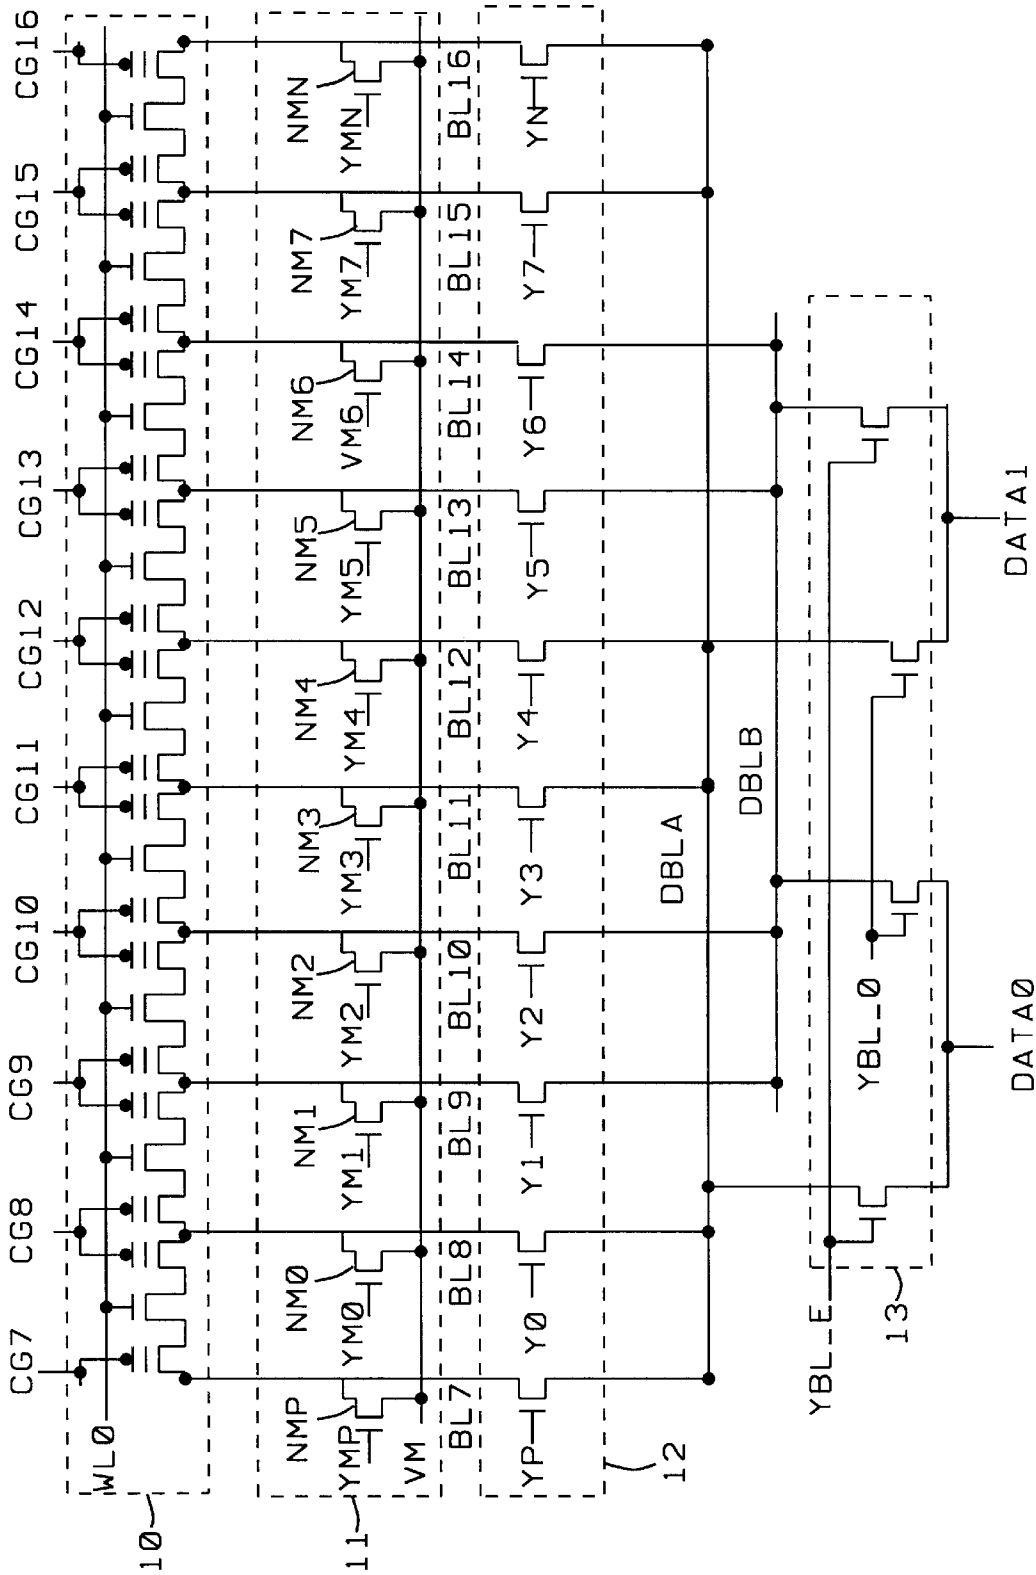 CG7 CG8 CG9 CG10 CG11 CG12 CG13 CG14 CG15 CG16
WL0
10
NMP NM0 NM1 NM2 NM3 NM4 NM5 NM6 NM7 NMN
YMP YM0 YM1 YM2 YM3 YM4 YM5 VM6 YM7 YMN
VM
11
BL7 BL8 BL9 BL10 BL11 BL12 BL13 BL14 BL15 BL16
YP Y0 Y1 Y2 Y3 Y4 Y5 Y6 Y7 YN
12
DBLA
DBLB
YBL_E
YBL_0
13
DATA0 DATA1